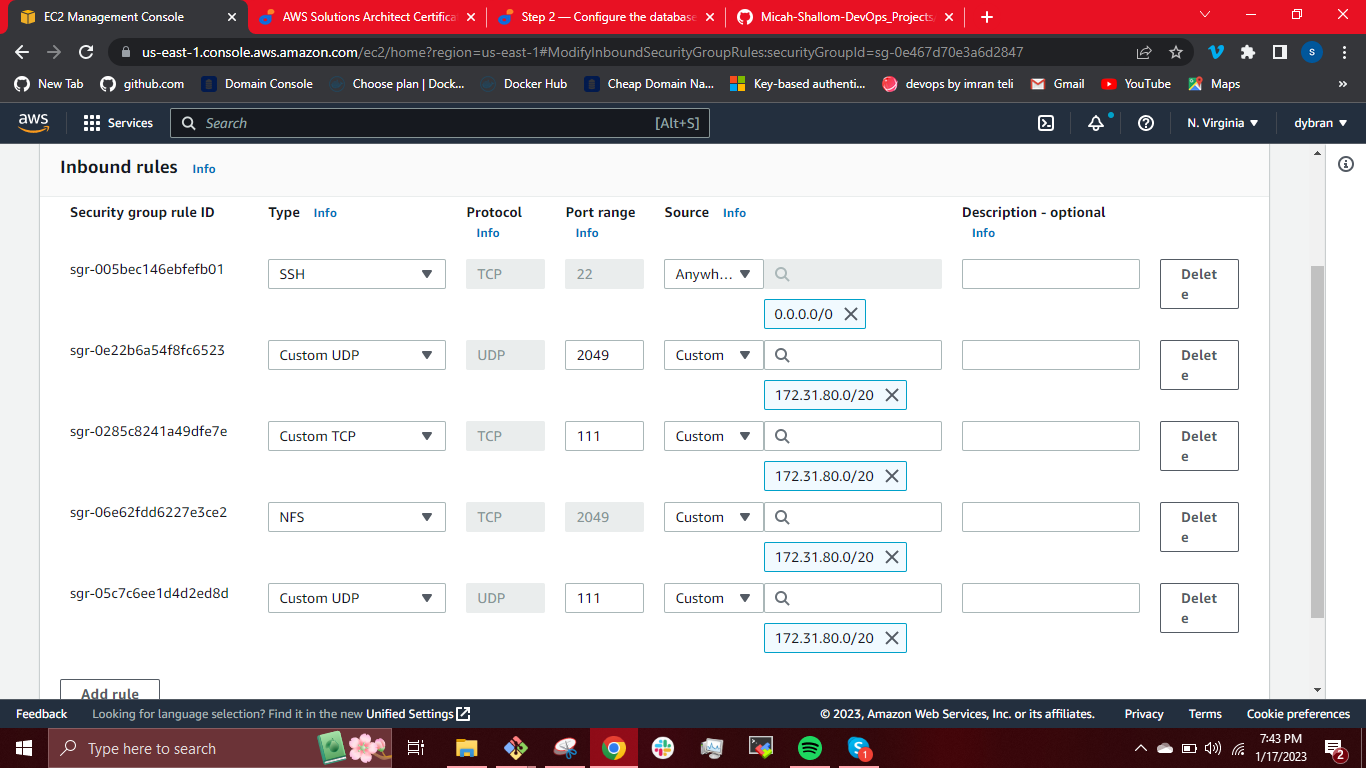 EC2 Management Console
AWS Solutions Architect Certifica
Step 2 — Configure the database
Micah-Shallom-DevOps_Projects
us-east-1.console.aws.amazon.com/ec2/home?region=us-east-1#ModifyInboundSecurityGroupRules:securityGroupId=sg-0e467d70e3a6d2847
S
New Tab
github.com
Domain Console
Choose plan | Dock...
Docker Hub
Cheap Domain Na...
Key-based authenti...
devops by imran teli
Gmail
YouTube
Maps
»
aws
Services
Search
[Alt+S]
N. Virginia
dybran
Inbound rules Info
Security group rule ID
Type Info
Protocol
Info
Port range
Info
Source Info
Description - optional
Info
sgr-005bec146ebfefb01
SSH
TCP
22
Anywh...
0.0.0.0/0
Delet
e
sgr-0e22b6a54f8fc6523
Custom UDP
UDP
2049
Custom
172.31.80.0/20
Delet
e
sgr-0285c8241a49dfe7e
Custom TCP
TCP
111
Custom
172.31.80.0/20
Delet
e
sgr-06e62fdd6227e3ce2
NFS
TCP
2049
Custom
172.31.80.0/20
Delet
e
sgr-05c7c6ee1d4d2ed8d
Custom UDP
UDP
111
Custom
172.31.80.0/20
Delet
e
Add rule
Feedback
Looking for language selection? Find it in the new Unified Settings
© 2023, Amazon Web Services, Inc. or its affiliates.
Privacy
Terms
Cookie preferences
Type here to search
1
7:43 PM
1/17/2023
2